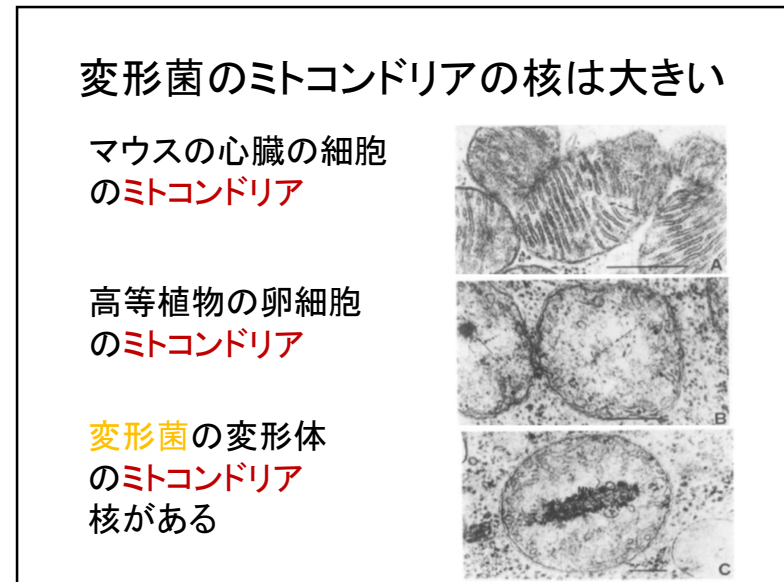 変形菌のミトコンドリアの核は大きい
マウスの心臓の細胞
のミトコンドリア
A
高等植物の卵細胞
のミトコンドリア
B
変形菌の変形体
のミトコンドリア
核がある
C